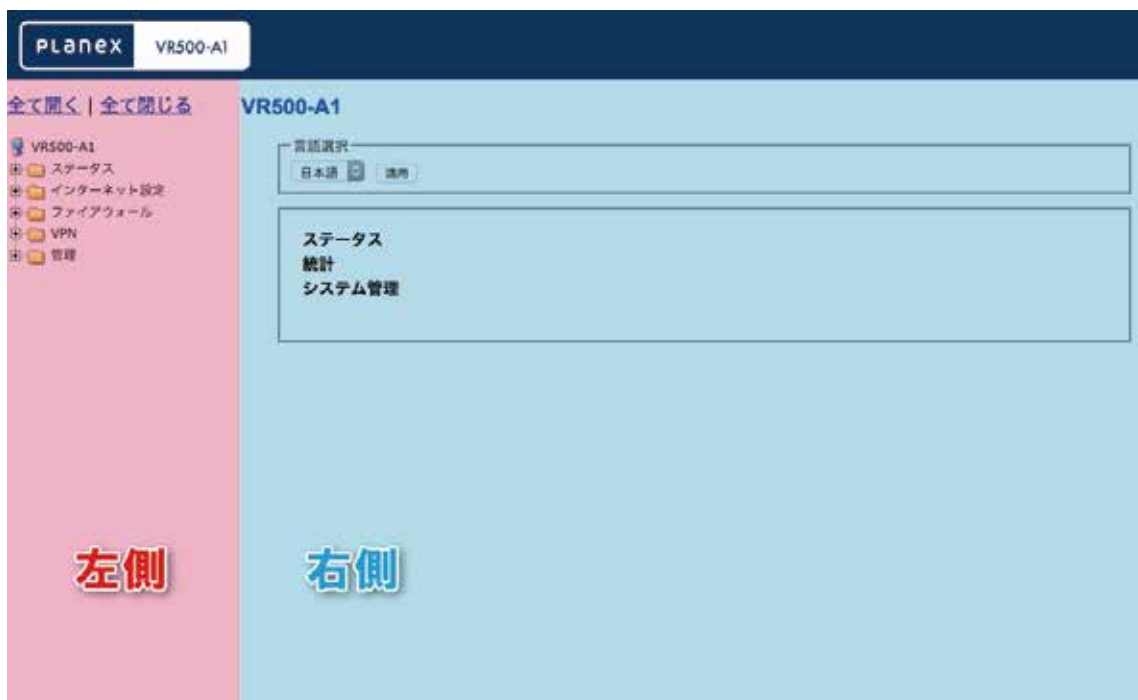 PLanex VR500-A1
全て開く | 全て閉じる
VR500-A1
ステータス
インターネット設定
ファイアウォール
VPN
管理
VR500-A1
言語選択
日本語 適用
ステータス
統計
システム管理
左側
右側